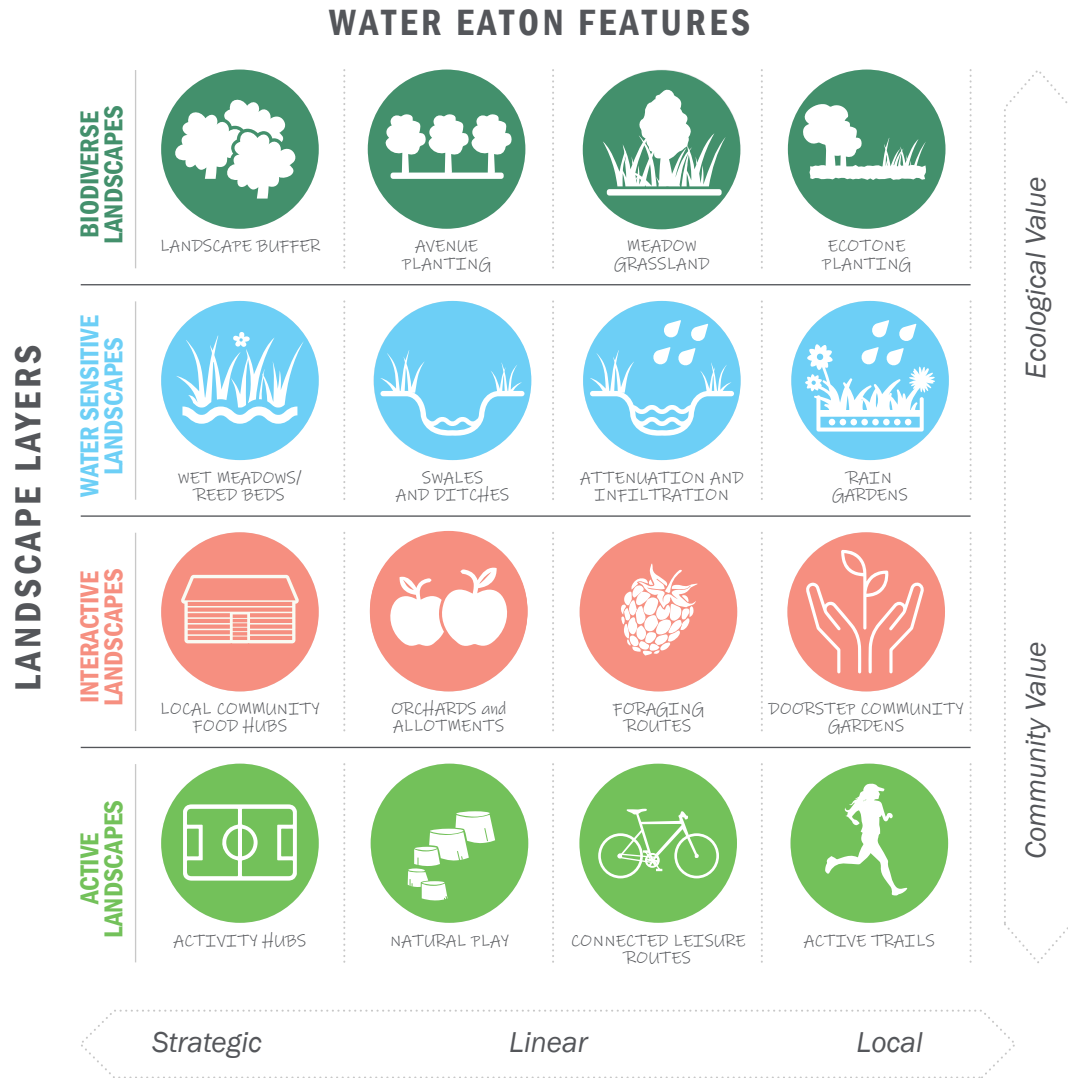 WATER EATON FEATURES
LANDSCAPE LAYERS
BIODIVERSE
LANDSCAPES
LANDSCAPE BUFFER
AVENUE
PLANTING
MEADOW
GRASSLAND
ECOTONE
PLANTING
WATER SENSITIVE
LANDSCAPES
WET MEADOWS/
REED BEDS
SWALES
AND DITCHES
ATTENUATION AND
INFILTRATION
RAIN
GARDENS
INTERACTIVE
LANDSCAPES
LOCAL COMMUNITY
FOOD HUBS
ORCHARDS and
ALLOTMENTS
FORAGING
ROUTES
DOORSTEP COMMUNITY
GARDENS
ACTIVE
LANDSCAPES
ACTIVITY HUBS
NATURAL PLAY
CONNECTED LEISURE
ROUTES
ACTIVE TRAILS
Ecological Value
Community Value
Strategic
Linear
Local